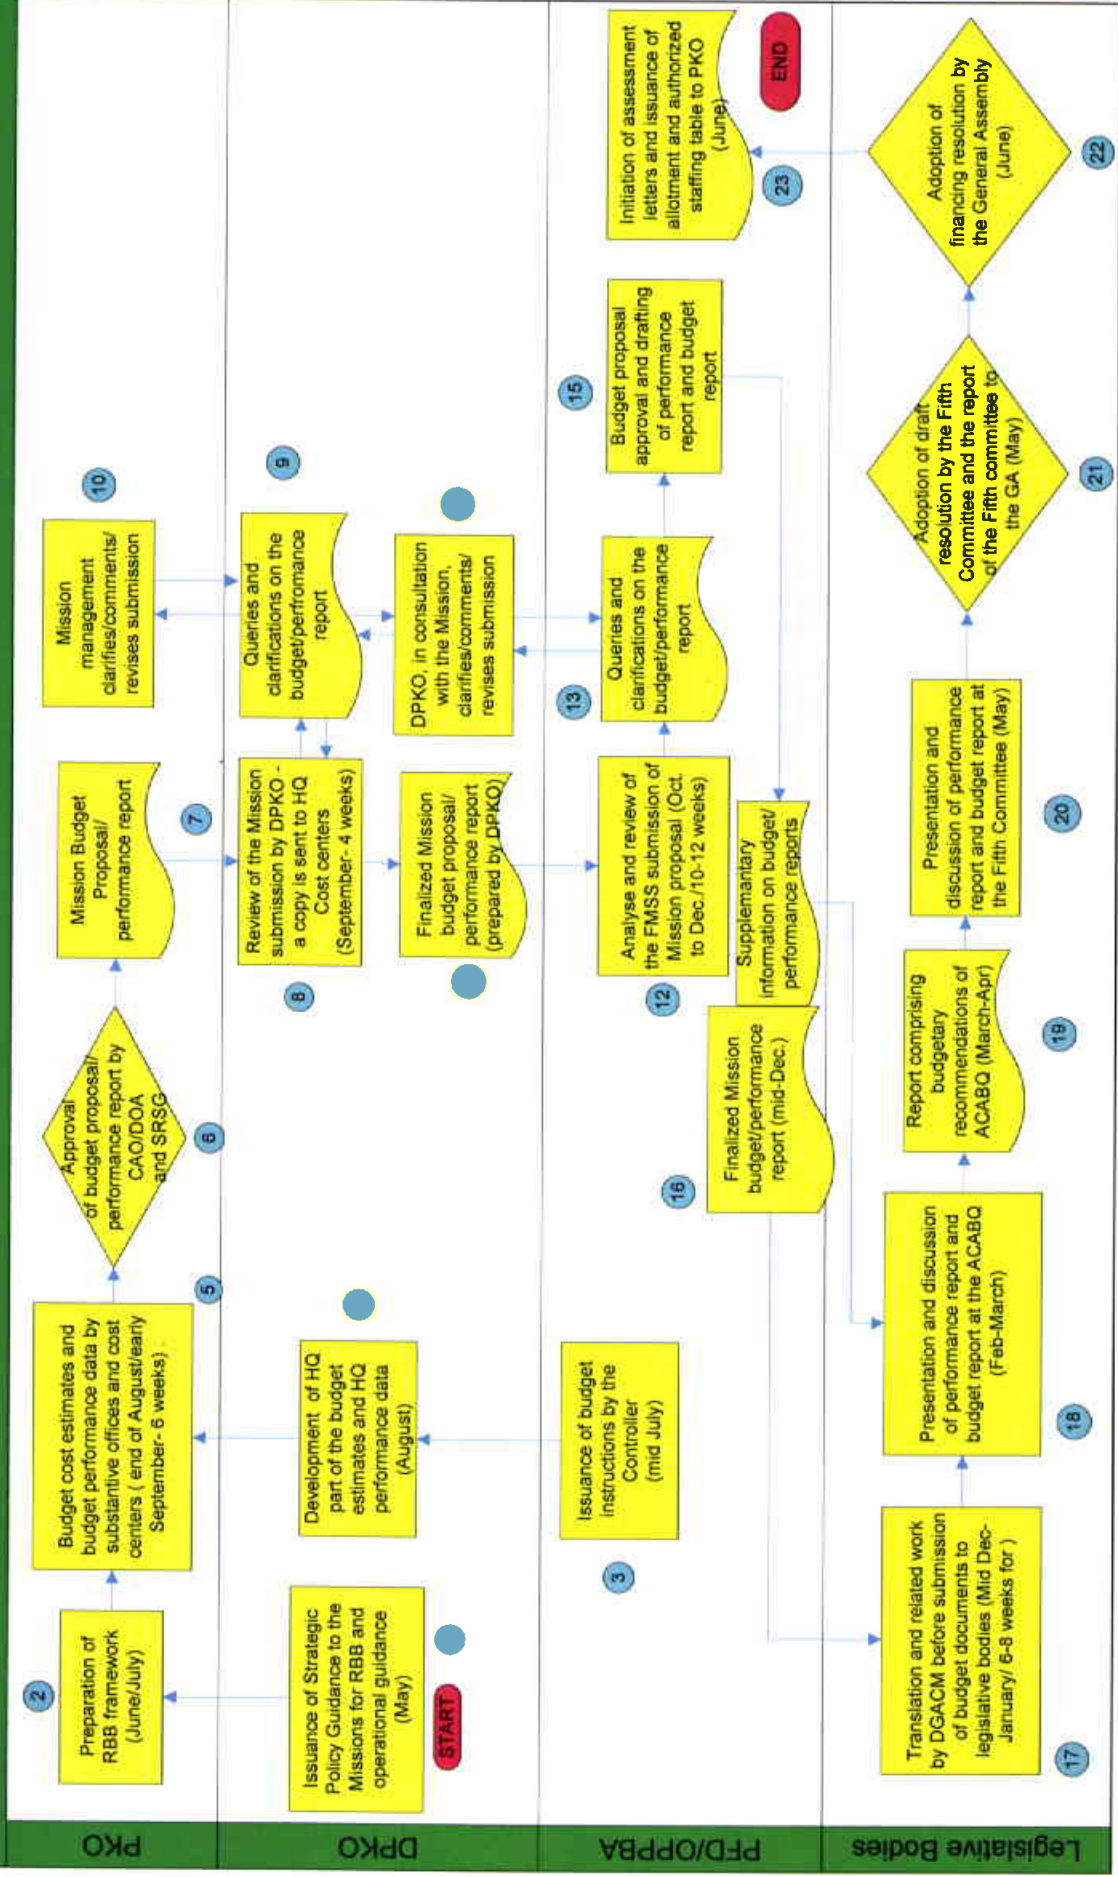 PKO
2
Preparation of
RBB framework
(June/July)
Budget cost estimates and
budget performance data by
substantive offices and cost
centers ( end of August/early
September- 6 weeks) .
5
Approval
of budget proposal/
performance report by
CAO/DOA
and SRSG
6
Mission Budget
Proposal/
performance report
7
Mission
management
clarifies/comments/
revises submission
10
DPKO
Issuance of Strategic
Policy Guidance to the
Missions for RBB and
operational guidance
(May)
START
Development of HQ
part of the budget
estimates and HQ
performance data
(August)
Review of the Mission
submission by DPKO -
a copy is sent to HQ
Cost centers
(September- 4 weeks)
8
Queries and
clarifications on the
budget/perfromance
report
9
Finalized Mission
budget proposal/
performance report
(prepared by DPKO)
DPKO, in consultation
with the Mission,
clarifies/comments/
revises submission
PFD/OPPBA
3
Issuance of budget
instructions by the
Controller
(mid July)
Analyse and review of
the FMSS submission of
Mission proposal (Oct.
to Dec./10-12 weeks)
12
Queries and
clarifications on the
budget/performance
report
13
Budget proposal
approval and drafting
of performance
report and budget
report
15
Finalized Mission
budget/performance
report (mid-Dec.)
16
Supplemantary
information on budget/
performance reports
Initiation of assessment
letters and issuance of
allotment and authorized
staffing table to PKO
(June)
23
END
Legislative Bodies
Translation and related work
by DGACM before submission
of budget documents to
legislative bodies (Mid Dec-
January/ 6-8 weeks for )
17
Presentation and discussion
of performance report and
budget report at the ACABQ
(Feb-March)
18
Report comprising
budgetary
recommendations of
ACABQ (March-Apr)
19
Presentation and
discussion of performance
report and budget report at
the Fifth Committee (May)
20
Adoption of draft
resolution by the Fifth
Committee and the report
of the Fifth committee to
the GA (May)
21
Adoption of
financing resolution by
the General Assembly
(June)
22